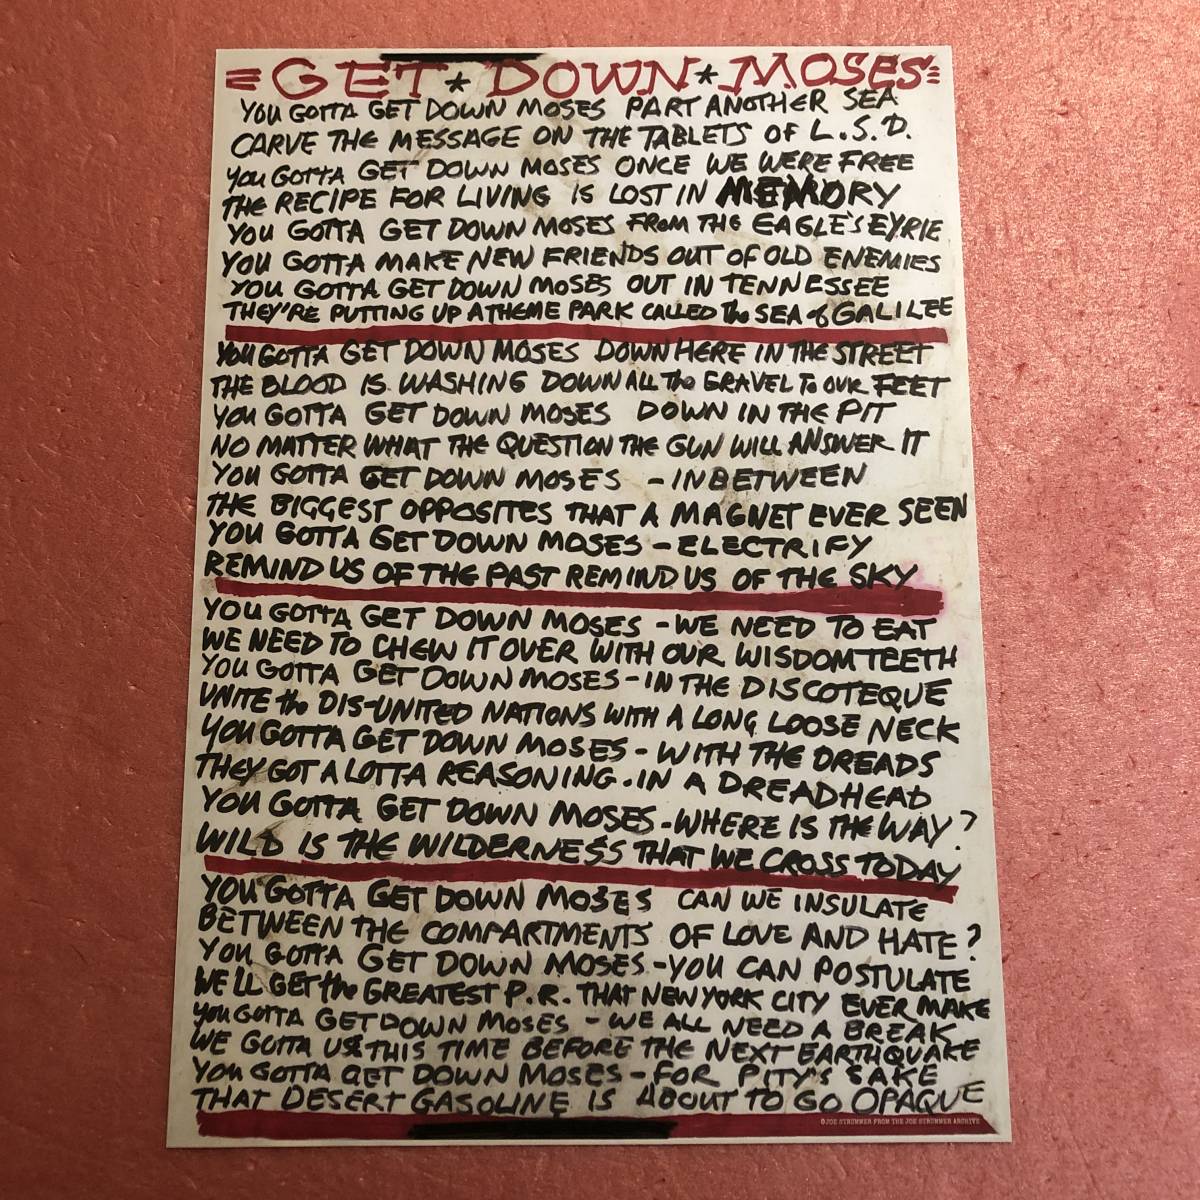 GET * DOWN * MOSES
YOU GOTTA GET DOWN MOSES PART ANOTHER SEA
CARVE THE MESSAGE ON THE TABLETS OF L.S.D.
YOU GOTTA GET DOWN MOSES ONCE WE WERE FREE
THE RECIPE FOR LIVING IS LOST IN MEMORY
YOU GOTTA GET DOWN MOSES FROM THE EAGLE'S EYRIE
YOU GOTTA MAKE NEW FRIENDS OUT OF OLD ENEMIES
YOU GOTTA GET DOWN MOSES OUT IN TENNESSEE
THEY'RE PUTTING UP A THEME PARK CALLED the SEA of GALILEE
YOU GOTTA GET DOWN MOSES DOWN HERE IN THE STREET
THE BLOOD IS WASHING DOWN ALL The GRAVEL To OUR FEET
YOU GOTTA GET DOWN MOSES DOWN IN THE PIT
NO MATTER WHAT THE QUESTION THE GUN WILL ANSWER IT
YOU GOTTA GET DOWN MOSES - IN BETWEEN
THE BIGGEST OPPOSITES THAT A MAGNET EVER SEEN
YOU GOTTA GET DOWN MOSES - ELECTRIFY
REMIND US OF THE PAST REMIND US OF THE SKY
YOU GOTTA GET DOWN MOSES - WE NEED TO EAT
WE NEED TO CHEW IT OVER WITH OUR WISDOM TEETH
YOU GOTTA GET DOWN MOSES - IN THE DISCOTEQUE
UNITE the DIS-UNITED NATIONS WITH A LONG LOOSE NECK
YOU GOTTA GET DOWN MOSES - WITH THE DREADS
THEY GOT A LOTTA REASONING . IN A DREADHEAD
YOU GOTTA GET DOWN MOSES - WHERE IS THE WAY?
WILD IS THE WILDERNESS THAT WE CROSS TODAY
YOU GOTTA GET DOWN MOSES CAN WE INSULATE
BETWEEN THE COMPARTMENTS OF LOVE AND HATE?
YOU GOTTA GET DOWN MOSES - YOU CAN POSTULATE
WE'LL GET the GREATEST P.R. THAT NEW YORK CITY EVER MAKE
YOU GOTTA GET DOWN MOSES - WE ALL NEED A BREAK
WE GOTTA USE THIS TIME BEFORE THE NEXT EARTHQUAKE
YOU GOTTA GET DOWN MOSES - FOR PITY'S SAKE
THAT DESERT GASOLINE IS ABOUT TO GO OPAQUE
©JOE STRUMMER FROM THE JOE STRUMMER ARCHIVE